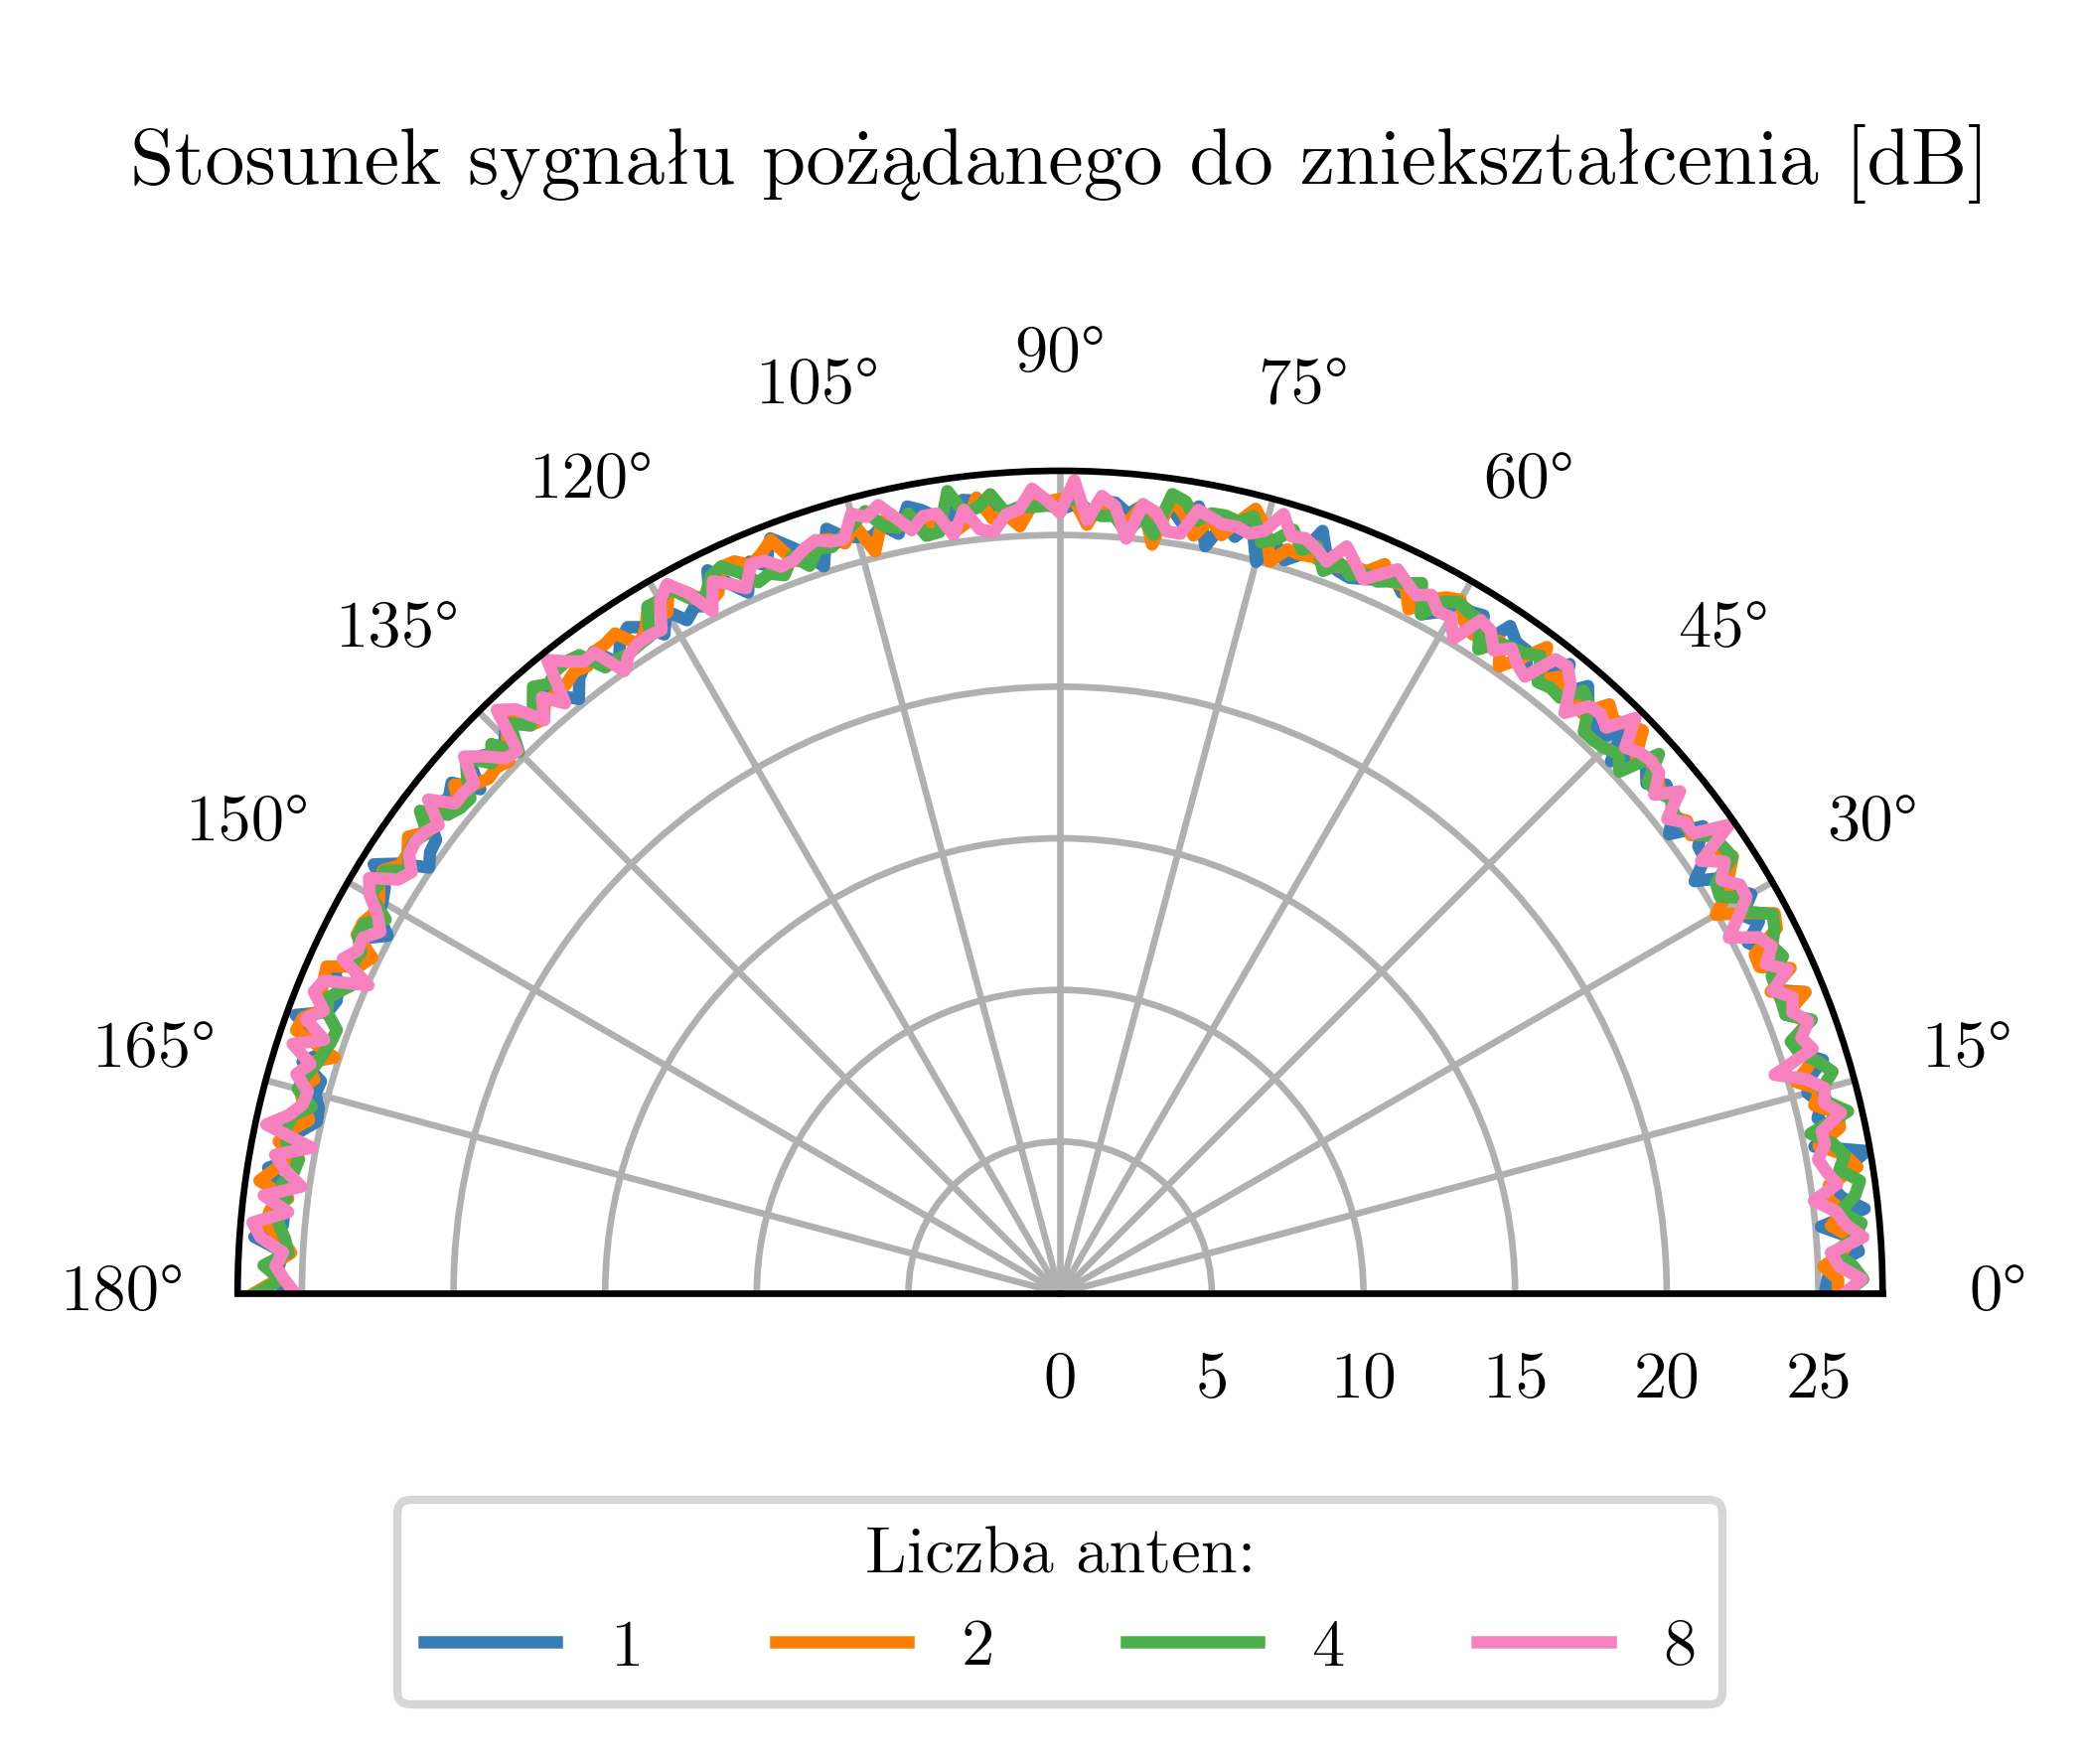 Stosunek sygnału pożądanego do zniekształcenia [dB]
90°
105° 75°
120° 60°
135° 45°
150° 30°
165° 15°
180° 0°
0 5 10 15 20 25
Liczba anten:
1 2 4 8